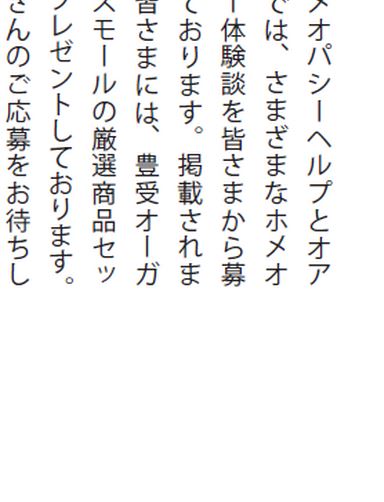 メオパシーヘルプとオア
では、さまざまなホメオ
ー体験談を皆さまから募
ております。掲載されま
皆さまには、豊受オーガ
スモールの厳選商品セッ
プレゼントしております。
さんのご応募をお待ちし